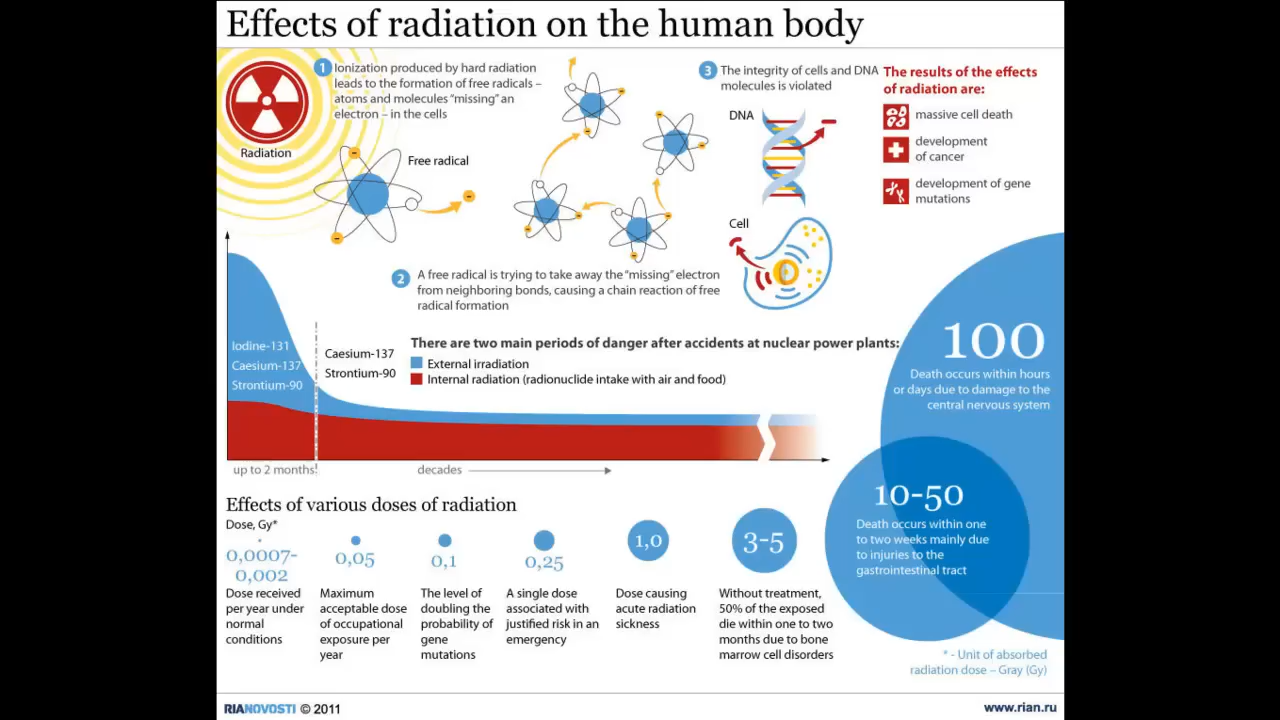 Effects of radiation on the human body
Radiation
1 Ionization produced by hard radiation
leads to the formation of free radicals –
atoms and molecules “missing” an
electron – in the cells
Free radical
2 A free radical is trying to take away the “missing” electron
from neighboring bonds, causing a chain reaction of free
radical formation
3 The integrity of cells and DNA
molecules is violated
DNA
Cell
The results of the effects
of radiation are:
massive cell death
development
of cancer
development of gene
mutations
There are two main periods of danger after accidents at nuclear power plants:
External irradiation
Internal radiation (radionuclide intake with air and food)
Iodine-131
Caesium-137
Strontium-90
Caesium-137
Strontium-90
up to 2 months
decades
Effects of various doses of radiation
Dose, Gy*
0,0007-
0,002
Dose received
per year under
normal
conditions
0,05
Maximum
acceptable dose
of occupational
exposure per
year
0,1
The level of
doubling the
probability of
gene
mutations
0,25
A single dose
associated with
justified risk in an
emergency
1,0
Dose causing
acute radiation
sickness
3-5
Without treatment,
50% of the exposed
die within one to two
months due to bone
marrow cell disorders
10-50
Death occurs within one
to two weeks mainly due
to injuries to the
gastrointestinal tract
100
Death occurs within hours
or days due to damage to the
central nervous system
* - Unit of absorbed
radiation dose – Gray (Gy)
RIANOVOSTI © 2011
www.rian.ru